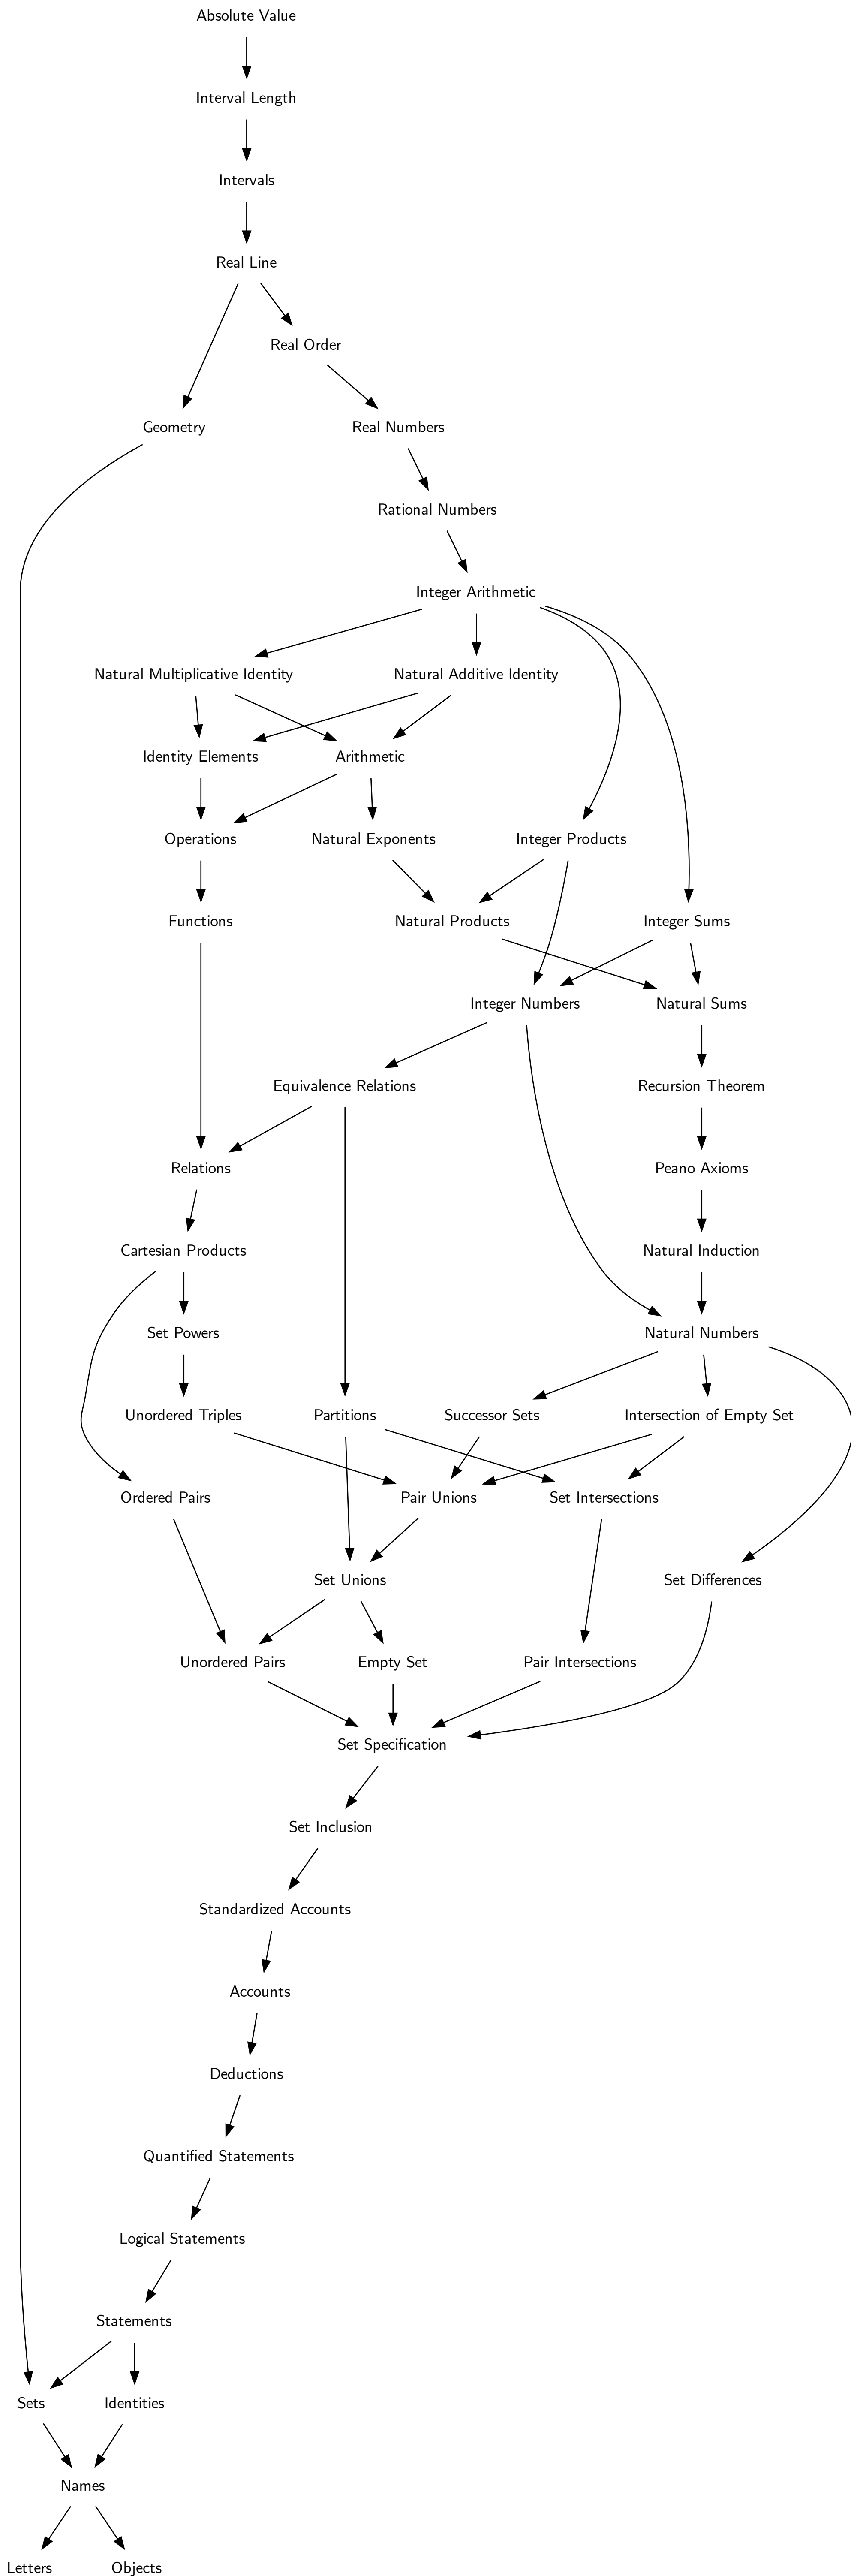 Absolute Value
Interval Length
Intervals
Real Line
Real Order
Geometry
Real Numbers
Rational Numbers
Integer Arithmetic
Natural Multiplicative Identity
Natural Additive Identity
Identity Elements
Arithmetic
Operations
Natural Exponents
Integer Products
Functions
Natural Products
Integer Sums
Integer Numbers
Natural Sums
Equivalence Relations
Recursion Theorem
Relations
Peano Axioms
Cartesian Products
Natural Induction
Set Powers
Natural Numbers
Unordered Triples
Partitions
Successor Sets
Intersection of Empty Set
Ordered Pairs
Pair Unions
Set Intersections
Set Unions
Set Differences
Unordered Pairs
Empty Set
Pair Intersections
Set Specification
Set Inclusion
Standardized Accounts
Accounts
Deductions
Quantified Statements
Logical Statements
Statements
Sets
Identities
Names
Letters
Objects